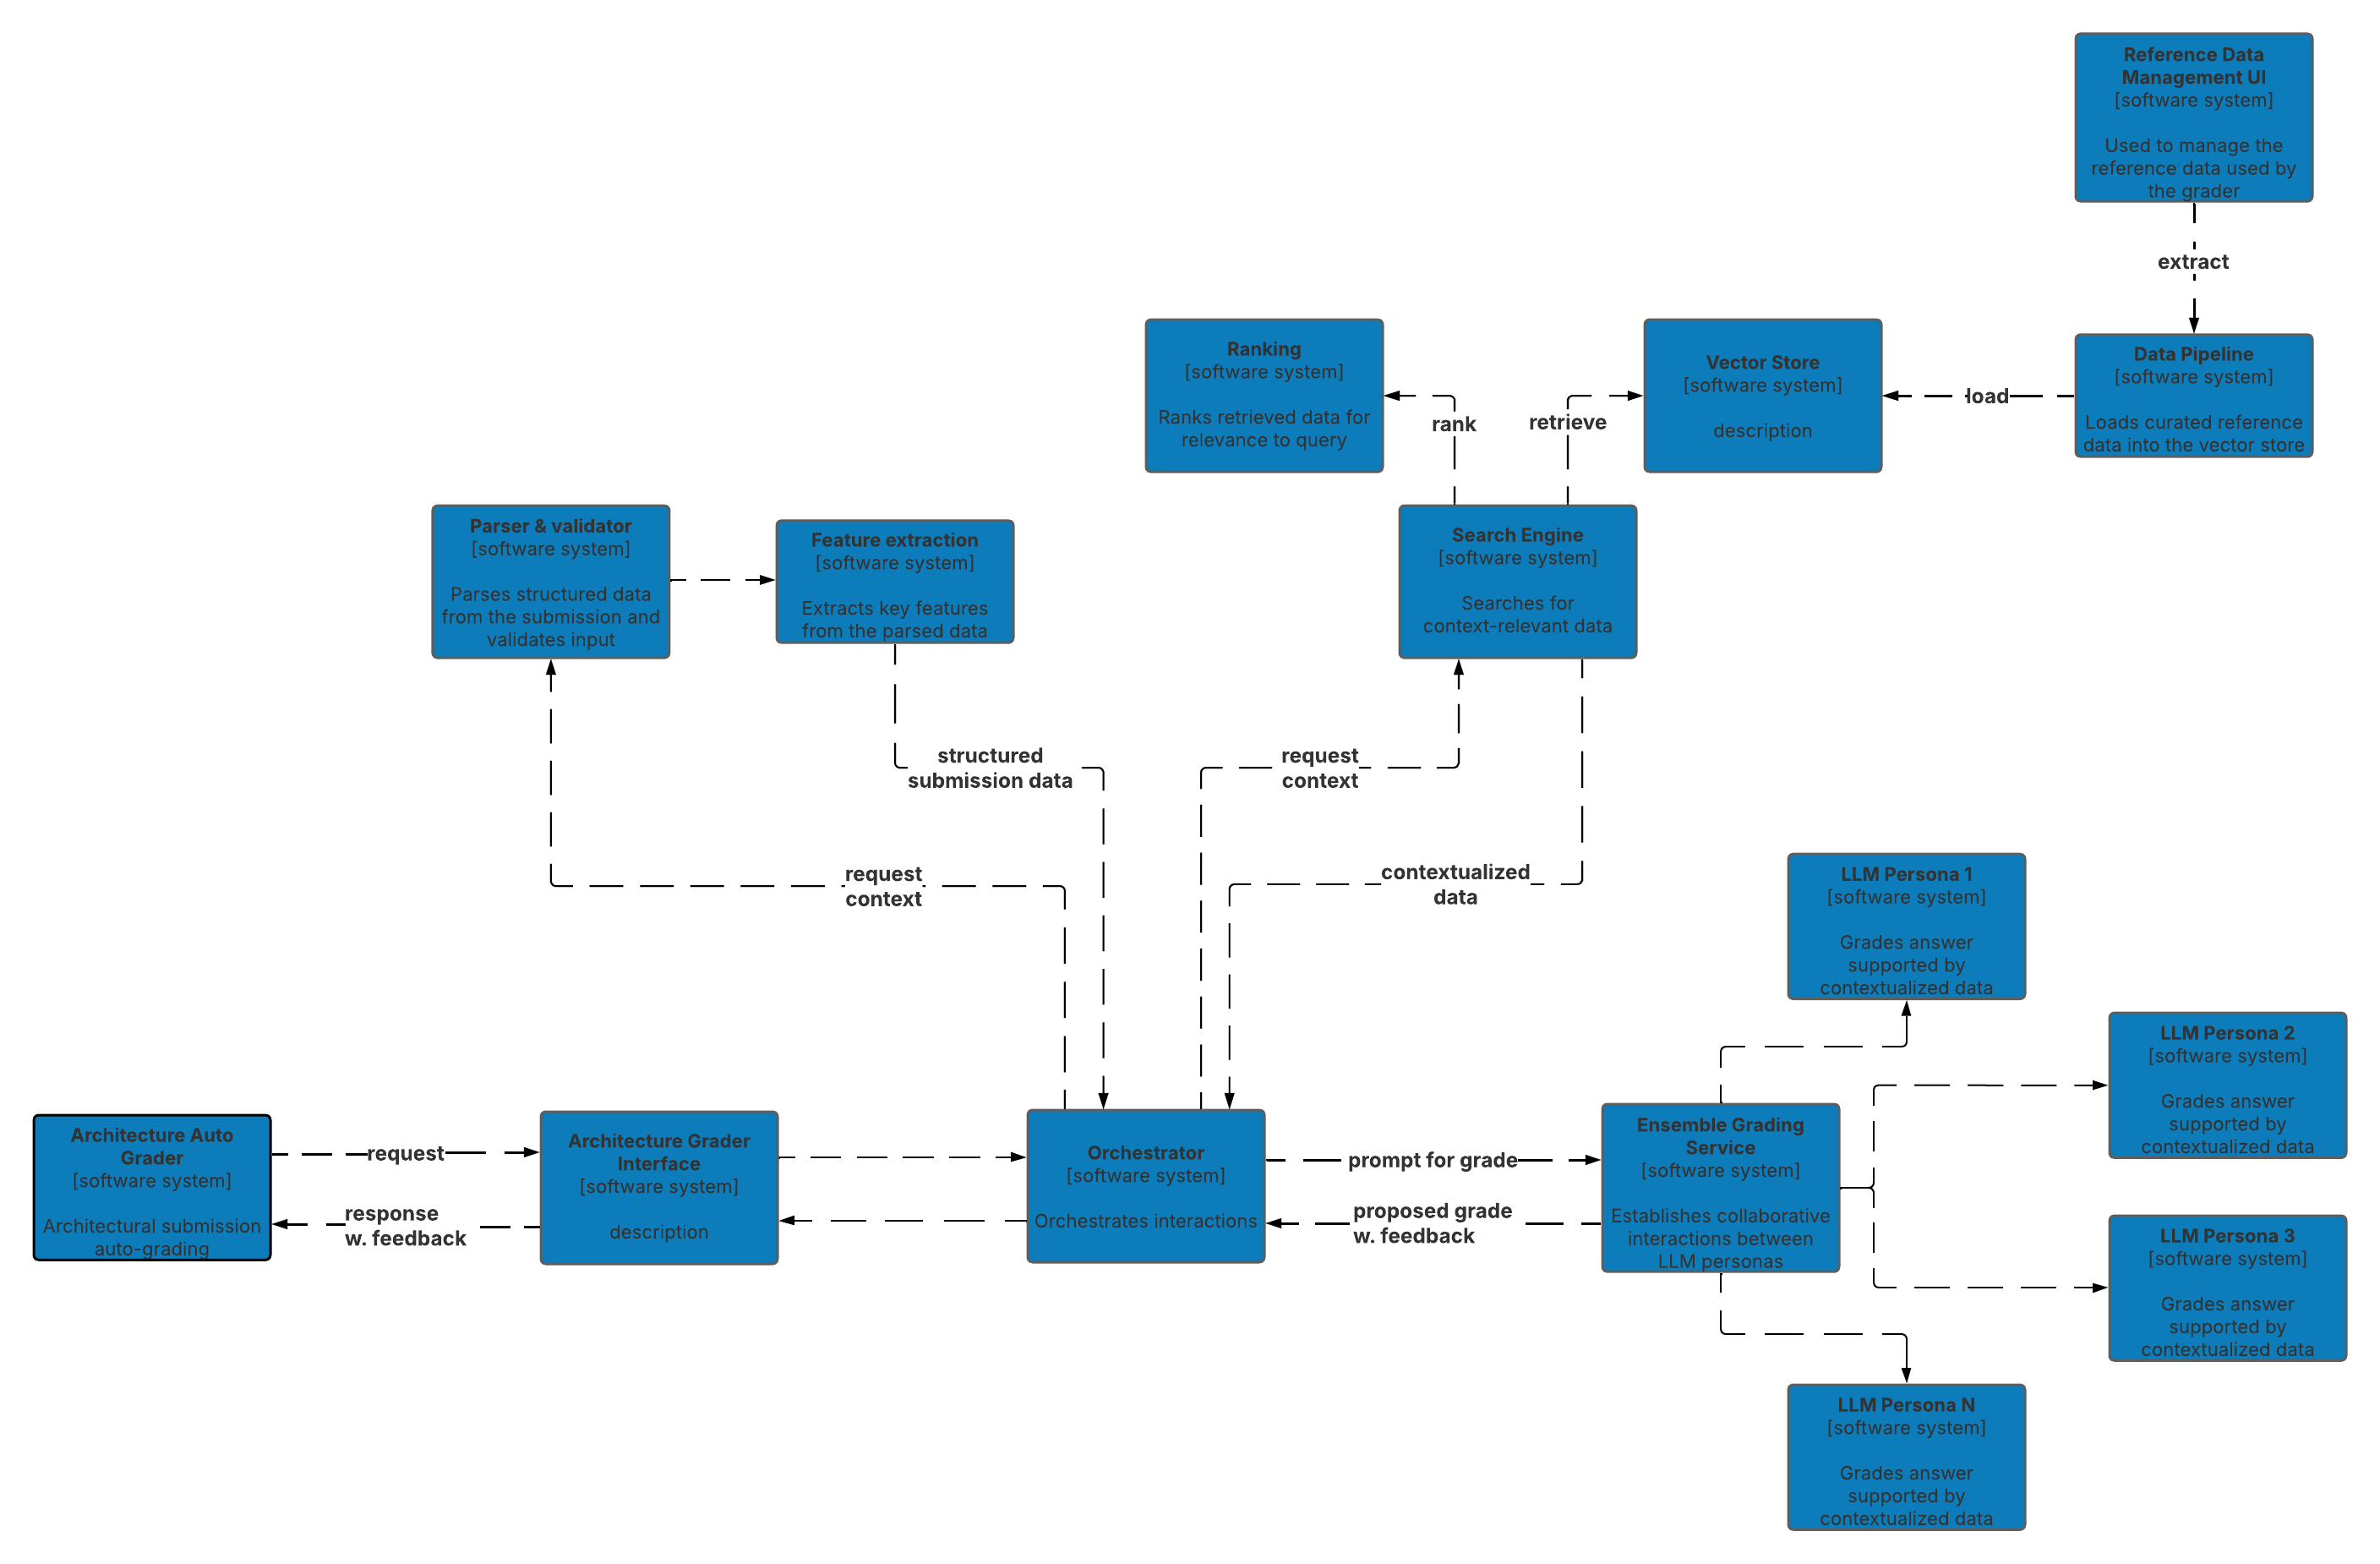 Reference Data
Management UI
[software system]
Used to manage the
reference data used by
the grader
extract
Ranking
[software system]
Ranks retrieved data for
relevance to query
rank
retrieve
Vector Store
[software system]
description
load
Data Pipeline
[software system]
Loads curated reference
data into the vector store
Parser & validator
[software system]
Parses structured data
from the submission and
validates input
Feature extraction
[software system]
Extracts key features
from the parsed data
Search Engine
[software system]
Searches for
context-relevant data
structured
submission data
request
context
request
context
contextualized
data
LLM Persona 1
[software system]
Grades answer
supported by
contextualized data
LLM Persona 2
[software system]
Grades answer
supported by
contextualized data
Architecture Auto
Grader
[software system]
Architectural submission
auto-grading
request
response
w. feedback
Architecture Grader
Interface
[software system]
description
Orchestrator
[software system]
Orchestrates interactions
prompt for grade
proposed grade
w. feedback
Ensemble Grading
Service
[software system]
Establishes collaborative
interactions between
LLM personas
LLM Persona 3
[software system]
Grades answer
supported by
contextualized data
LLM Persona N
[software system]
Grades answer
supported by
contextualized data